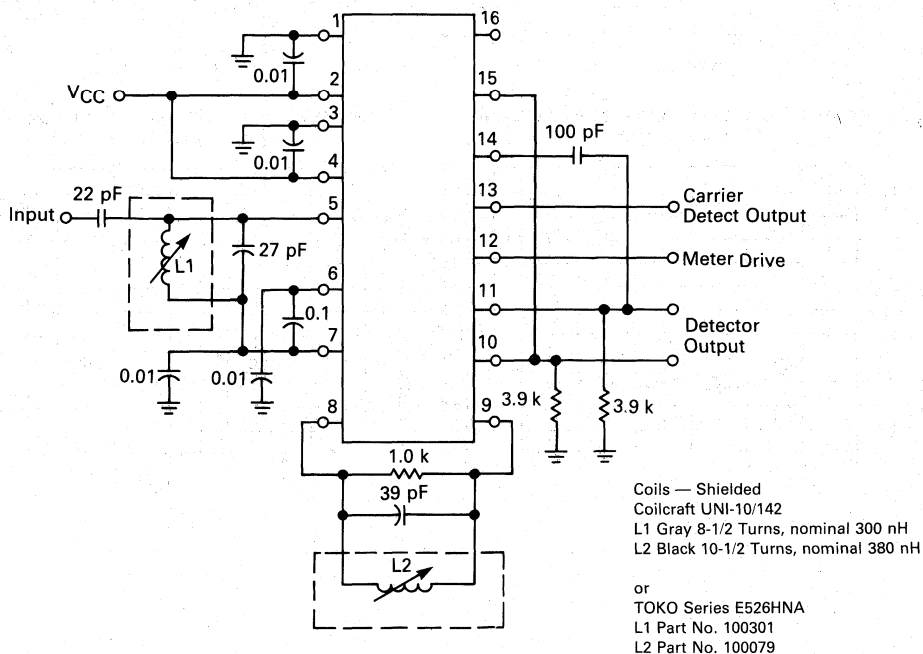 1
16
0.01
VCC
2
15
3
14
100 pF
0.01
4
22 pF
5
13
Carrier
Detect Output
Input
L1
27 pF
12
Meter Drive
6
0.1
11
Detector
Output
7
10
0.01
0.01
3.9 k
3.9 k
8
9
1.0 k
39 pF
L2
Coils — Shielded
Coilcraft UNI-10/142
L1 Gray 8-1/2 Turns, nominal 300 nH
L2 Black 10-1/2 Turns, nominal 380 nH
or
TOKO Series E526HNA
L1 Part No. 100301
L2 Part No. 100079